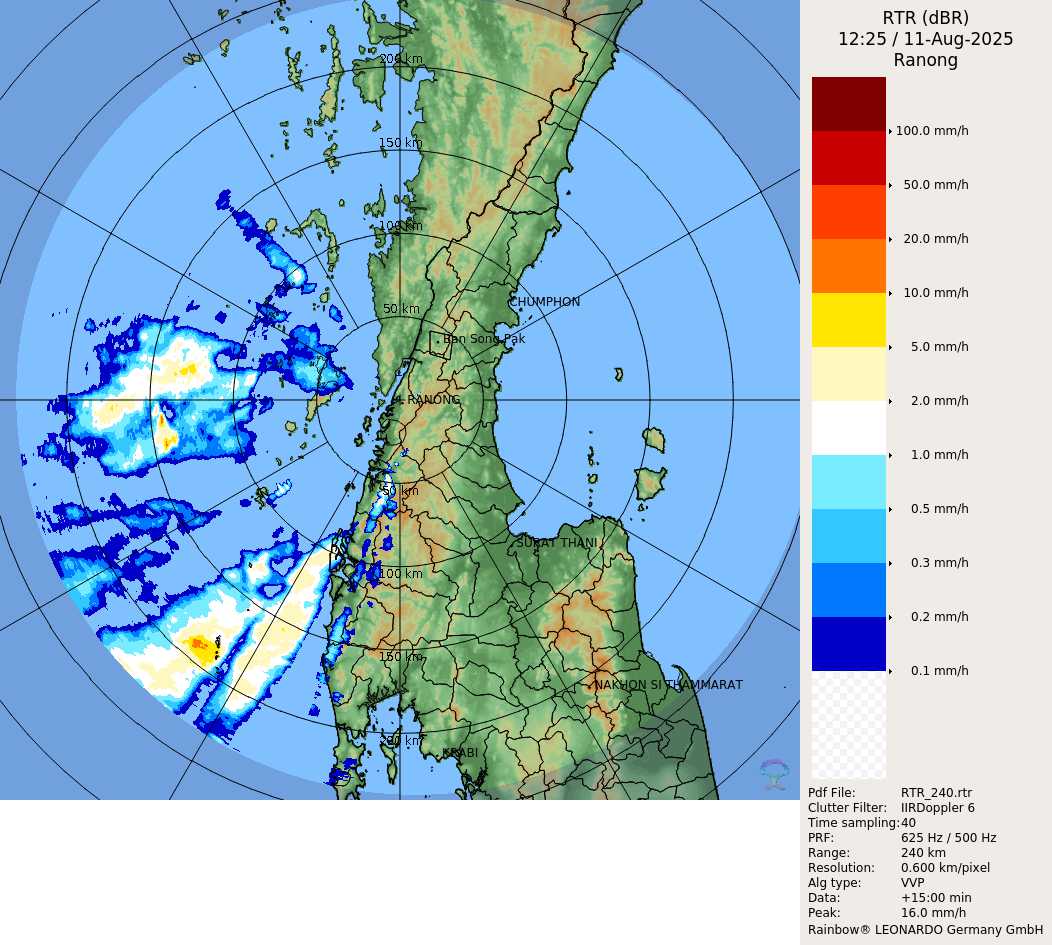 RTR (dBR)
12:25 / 11-Aug-2025
Ranong
100.0 mm/h
50.0 mm/h
20.0 mm/h
10.0 mm/h
5.0 mm/h
2.0 mm/h
1.0 mm/h
0.5 mm/h
0.3 mm/h
0.2 mm/h
0.1 mm/h
200 km
150 km
100 km
50 km
CHUMPHON
Ban Song Pak
RANONG
50 km
SURAT THANI
100 km
150 km
NAKHON SI THAMMARAT
200 km
KRABI
Pdf File: RTR_240.rtr
Clutter Filter: IIRDoppler 6
Time sampling: 40
PRF: 625 Hz / 500 Hz
Range: 240 km
Resolution: 0.600 km/pixel
Alg type: VVP
Data: +15:00 min
Peak: 16.0 mm/h
Rainbow® LEONARDO Germany GmbH